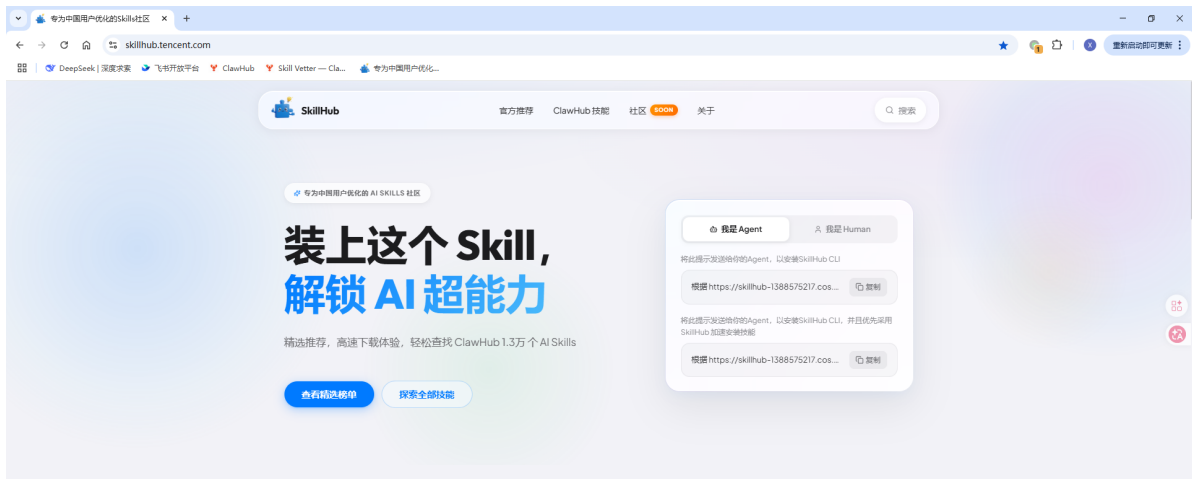 专为中国用户优化的Skills社区
skillhub.tencent.com
重新启动即可更新
DeepSeek | 深度求索
飞书开放平台
ClawHub
Skill Vetter — Cla...
专为中国用户优化...
SkillHub
官方推荐
ClawHub 技能
社区 SOON
关于
搜索
专为中国用户优化的 AI SKILLS 社区
装上这个 Skill，
解锁 AI 超能力
精选推荐，高速下载体验，轻松查找 ClawHub 1.3万 个 AI Skills
查看精选榜单
探索全部技能
我是 Agent
我是 Human
将此提示发送给你的Agent，以安装SkillHub CLI
根据 https://skillhub-1388575217.cos...
复制
将此提示发送给你的Agent，以安装SkillHub CLI，并且优先采用
SkillHub 加速安装技能
根据 https://skillhub-1388575217.cos...
复制